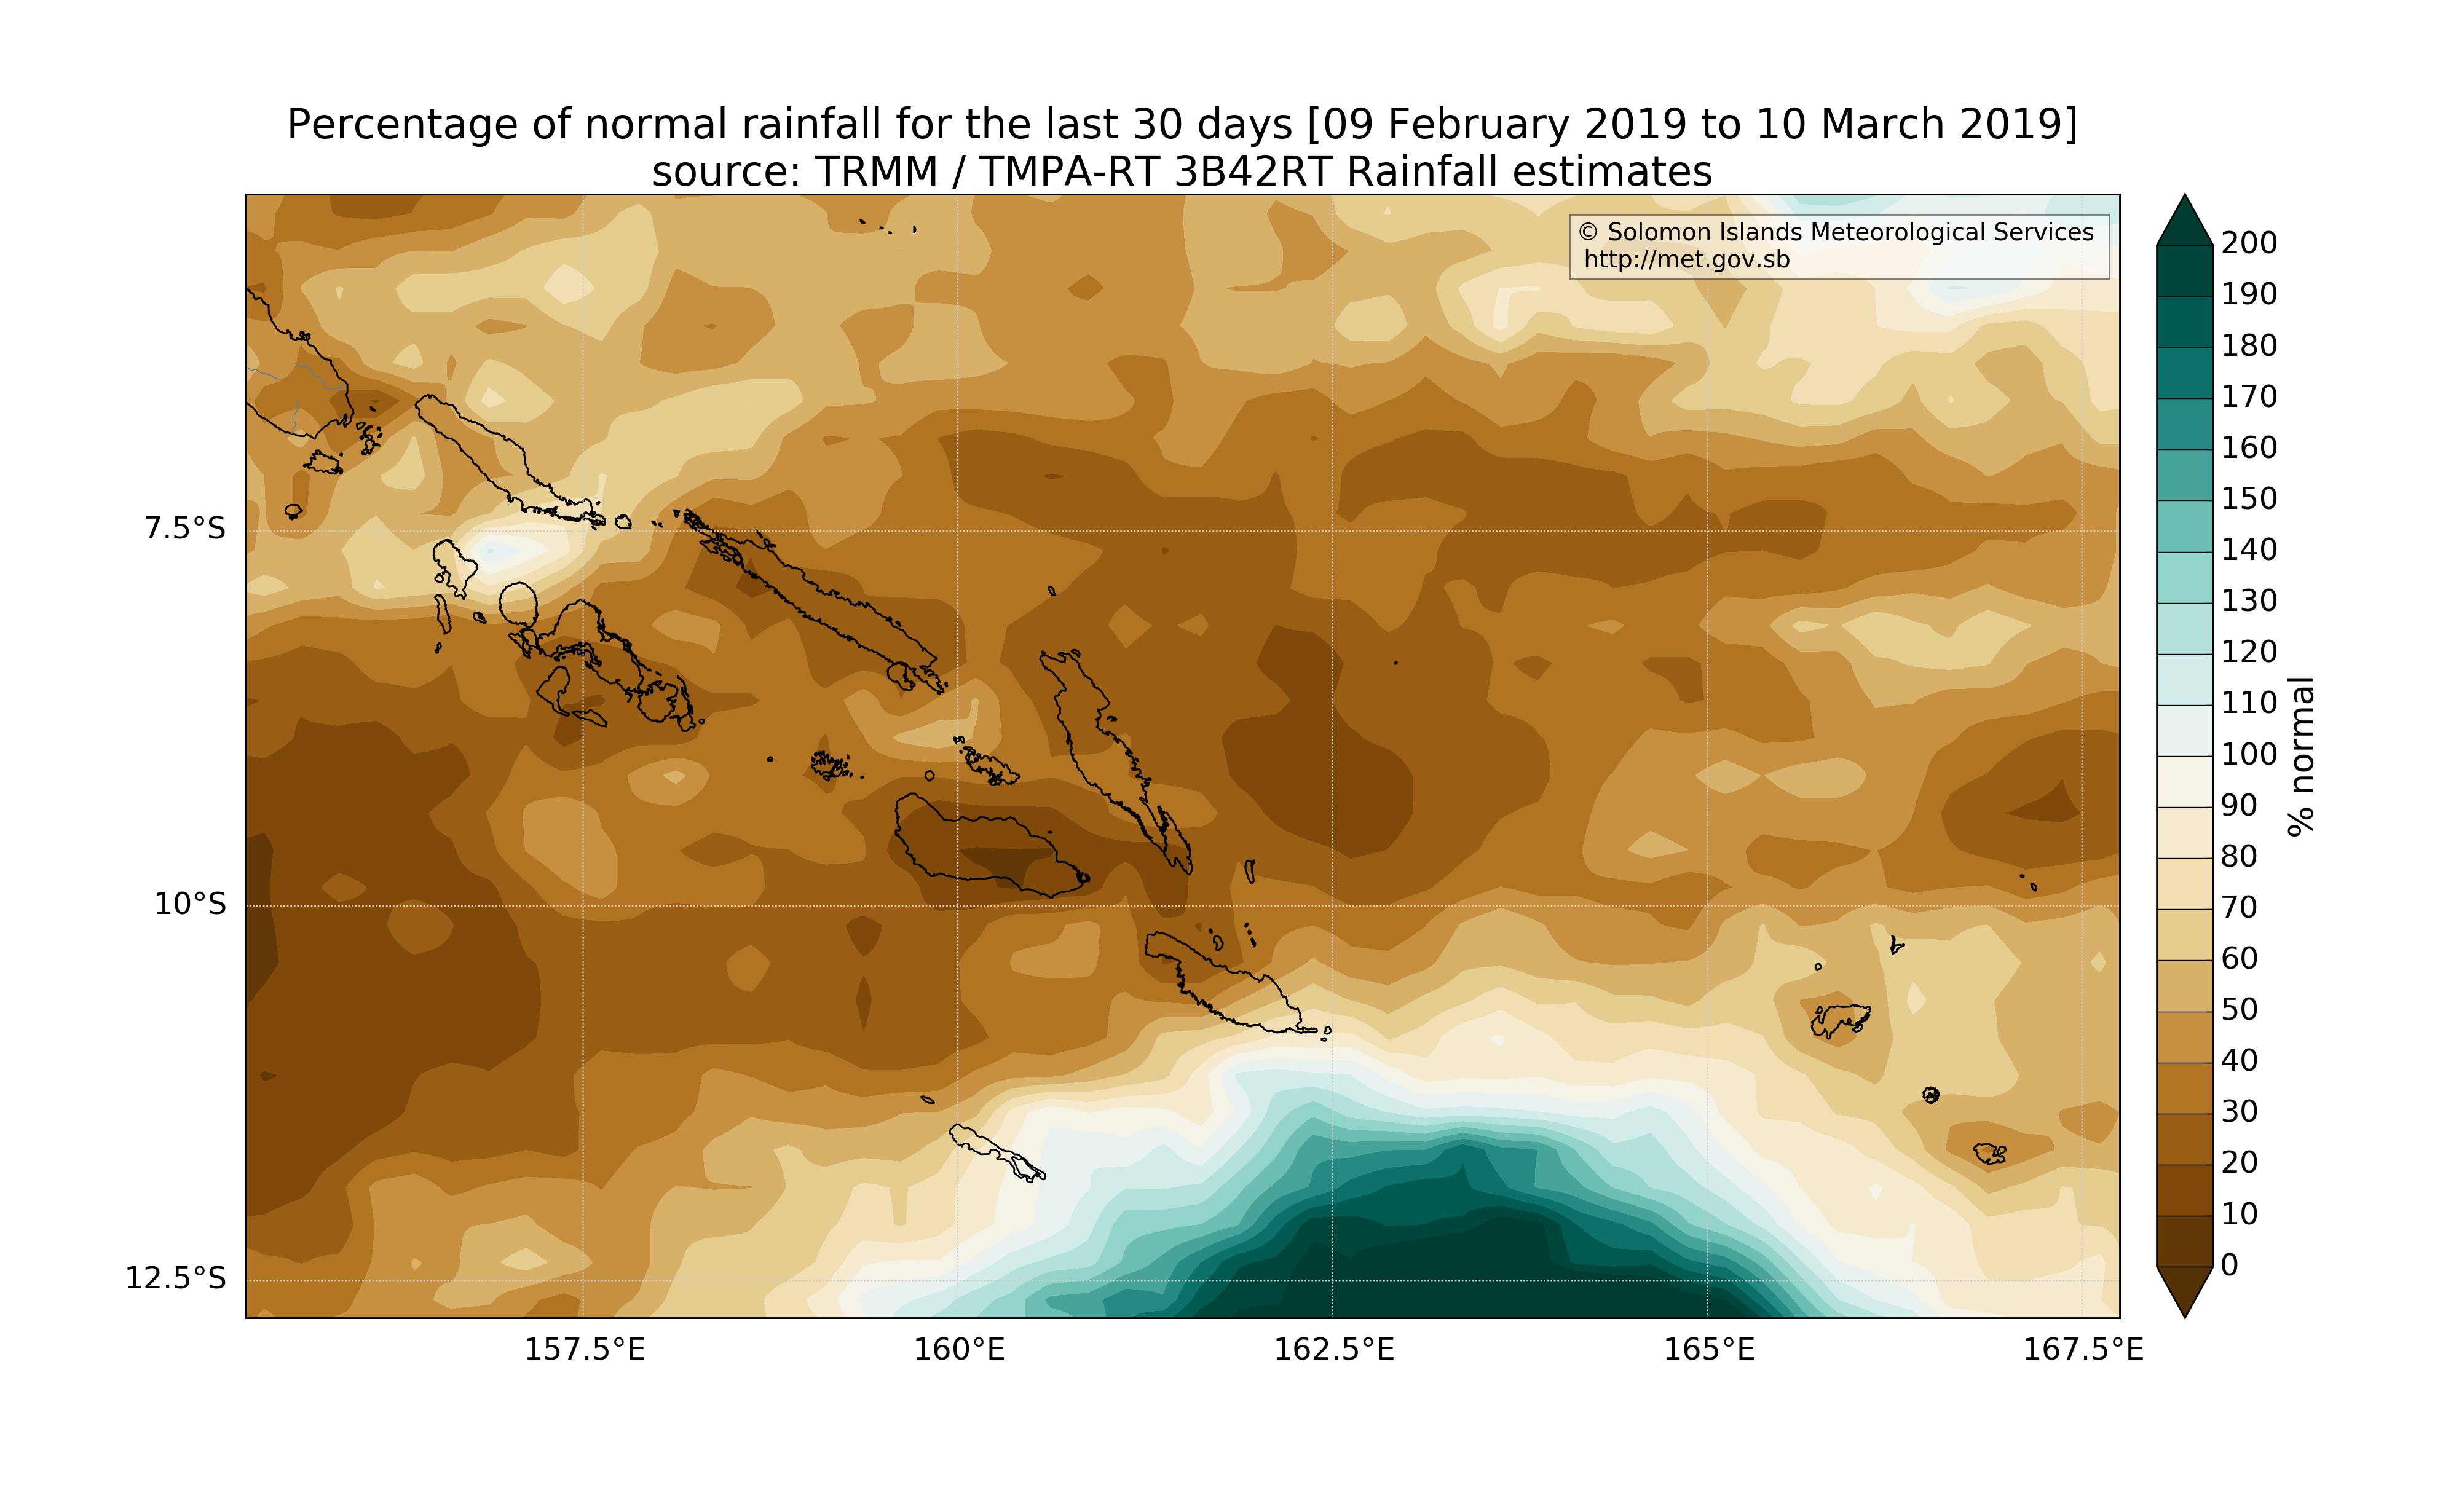 Percentage of normal rainfall for the last 30 days [09 February 2019 to 10 March 2019]
source: TRMM / TMPA-RT 3B42RT Rainfall estimates
© Solomon Islands Meteorological Services
http://met.gov.sb
7.5°S
10°S
12.5°S
157.5°E
160°E
162.5°E
165°E
167.5°E
200
190
180
170
160
150
140
130
120
110
100
90
80
70
60
50
40
30
20
10
0
% normal